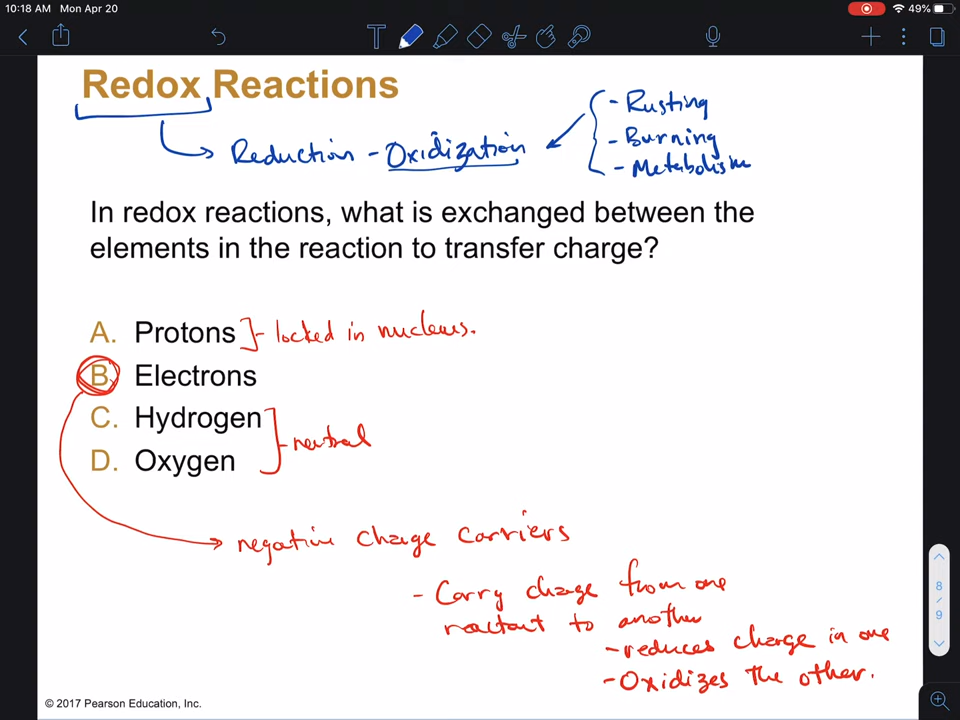 10:18 AM Mon Apr 20
49%
Redox Reactions
- Rusting
- Burning
- Metabolism
Reduction - Oxidization
In redox reactions, what is exchanged between the
elements in the reaction to transfer charge?
A. Protons - locked in nucleus.
B. Electrons
C. Hydrogen
- neutral
D. Oxygen
negative charge carriers
- Carry charge from one
reactant to another
- reduces charge in one
- Oxidizes the other.
8
/
9
© 2017 Pearson Education, Inc.